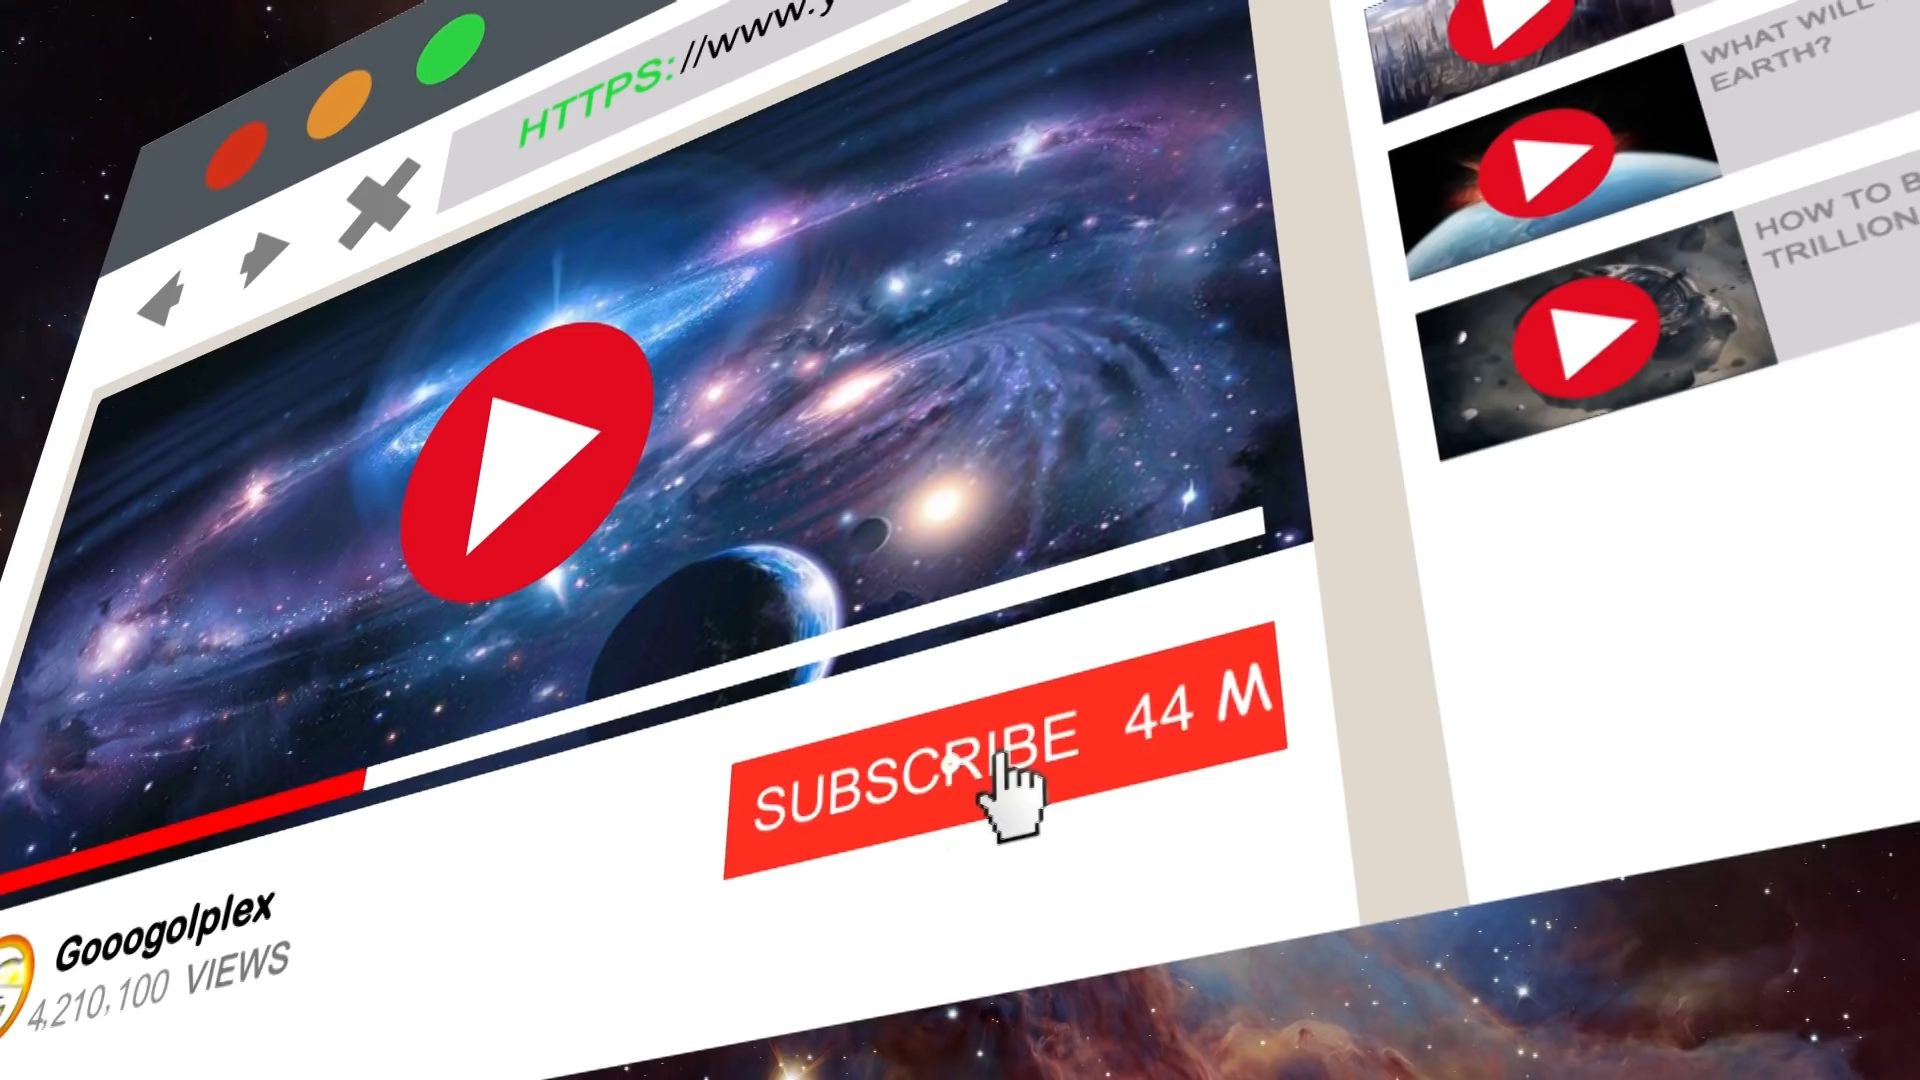 HTTPS://www.y
WHAT WILL
EARTH?
HOW TO B
TRILLION
SUBSCRIBE 44 M
Gooogolplex
4,210,100 VIEWS